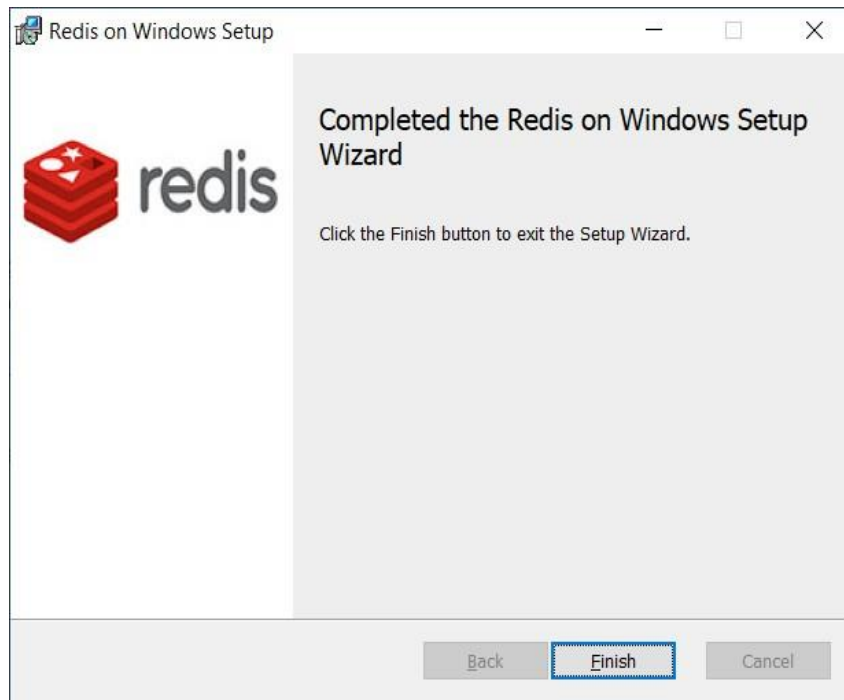 Redis on Windows Setup
redis
Completed the Redis on Windows Setup
Wizard
Click the Finish button to exit the Setup Wizard.
Back
Finish
Cancel